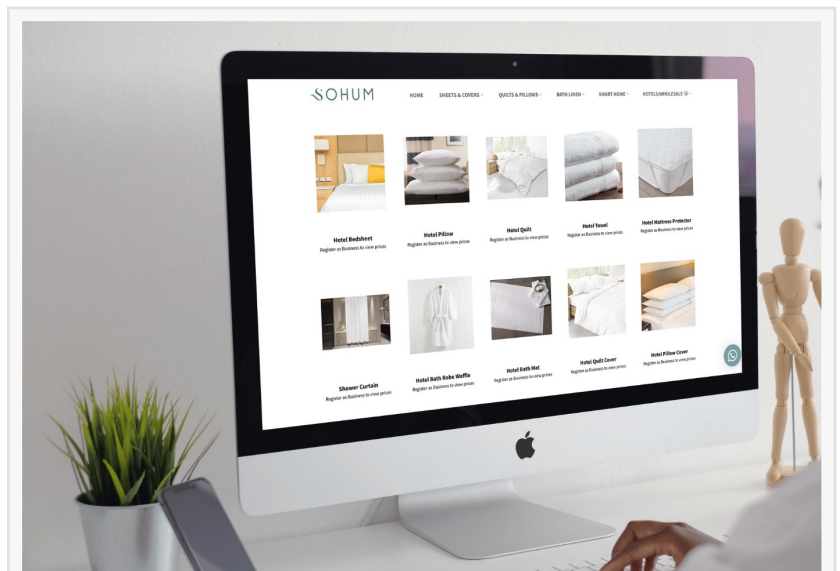 SOHUM
HOME
SHEETS & COVERS
QUILTS & PILLOWS
BATH LINEN
SMART HOME
HOTELS/WHOLESALE
Hotel Bedsheet
Register as Business to view prices
Hotel Pillow
Register as Business to view prices
Hotel Quilt
Register as Business to view prices
Hotel Towel
Register as Business to view prices
Hotel Mattress Protector
Register as Business to view prices
Shower Curtain
Register as Business to view prices
Hotel Bath Robe Waffle
Register as Business to view prices
Hotel Bath Mat
Register as Business to view prices
Hotel Quilt Cover
Register as Business to view prices
Hotel Pillow Cover
Register as Business to view prices